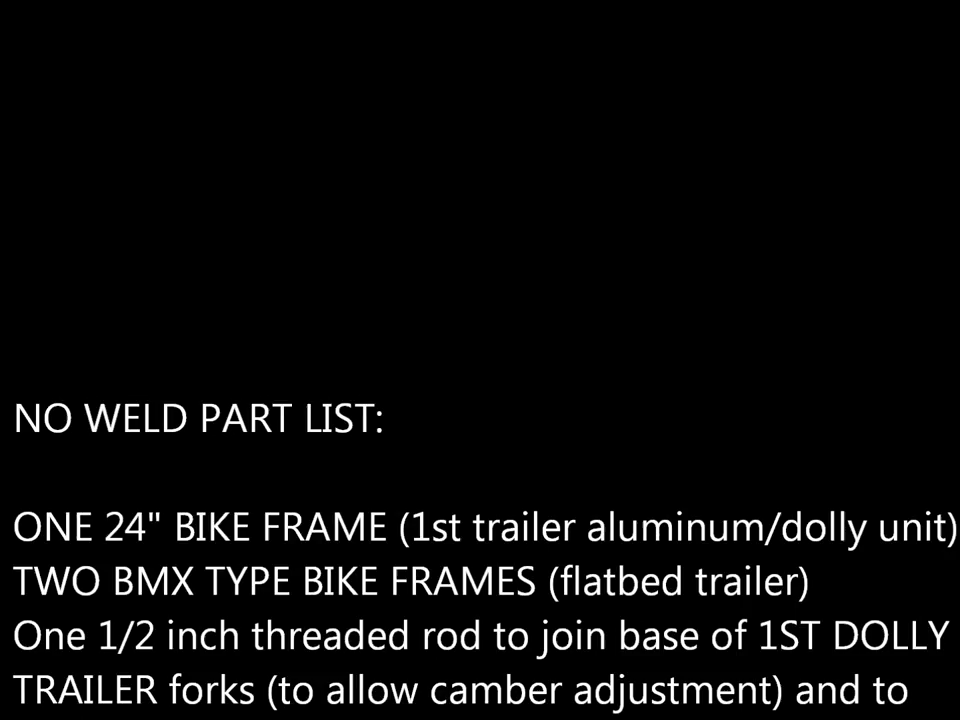 NO WELD PART LIST:
ONE 24" BIKE FRAME (1st trailer aluminum/dolly unit)
TWO BMX TYPE BIKE FRAMES (flatbed trailer)
One 1/2 inch threaded rod to join base of 1ST DOLLY
TRAILER forks (to allow camber adjustment) and to